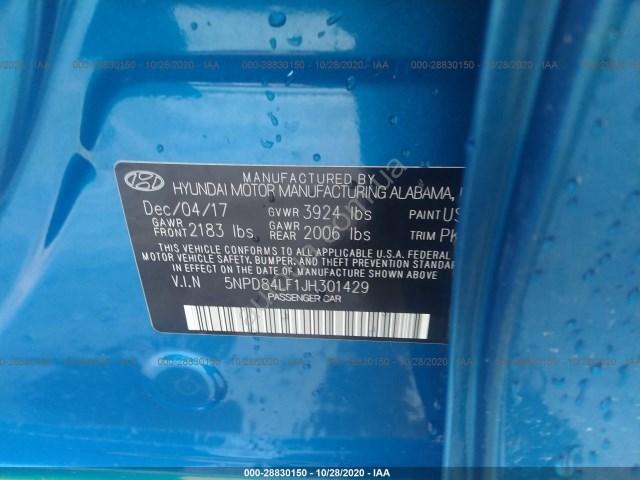 000-28830150 - 10/28/2020 - IAA
MANUFACTURED BY
HYUNDAI MOTOR MANUFACTURING ALABAMA,
Dec/04/17 GVWR 3924 lbs PAINT US
GAWR FRONT 2183 lbs GAWR REAR 2006 lbs TRIM PK
THIS VEHICLE CONFORMS TO ALL APPLICABLE U.S.A. FEDERAL
MOTOR VEHICLE SAFETY, BUMPER, AND THEFT PREVENTION
STANDARDS IN EFFECT ON THE DATE OF MANUFACTURE SHOWN ABOVE.
V.I.N 5NPD84LF1JH301429
PASSENGER CAR
000-28830150 - 10/28/2020 - IAA
000-28830150 - 10/28/2020 - IAA